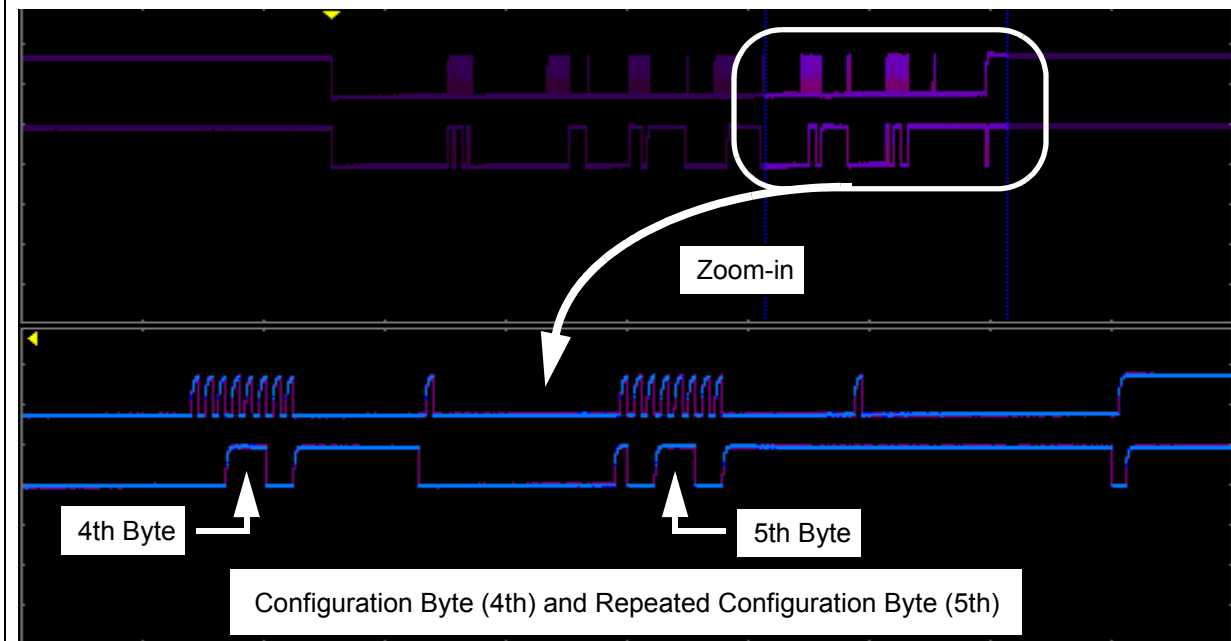 Zoom-in
4th Byte
5th Byte
Configuration Byte (4th) and Repeated Configuration Byte (5th)